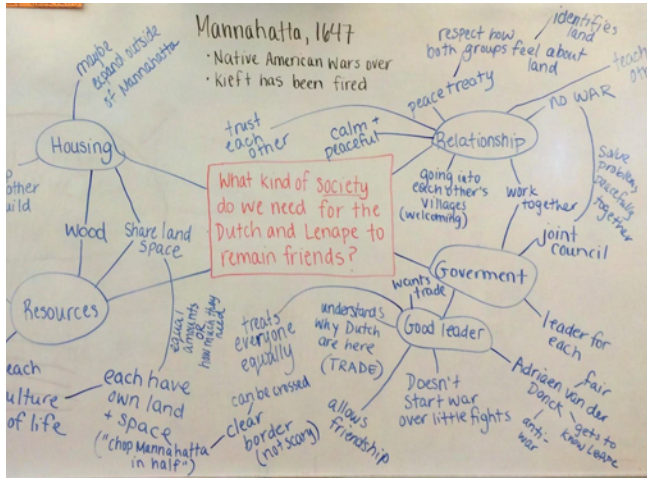 Mannahatta, 1647
• Native American Wars over
• Kieft has been fired
What kind of society
do we need for the
Dutch and Lenape to
remain friends?
Housing
maybe
expand outside
of Mannahatta
other
wood
share land
space
Resources
equal
amounts
or
how much they
need
each have
own land
+ space
("chop Mannahatta
in half")
each
ulture
of life
clear
border
(not scary)
can be crossed
Relationship
trust
each
other
calm +
peaceful
peace treaty
respect how
both groups feel about
land
identifies
land
teach
NO WAR
solve
problems
peacefully
together
going into
each other's
villages
(welcoming)
work
together
joint
council
Goverment
leader for
each
wants
trade
Good leader
treats
everyone
equally
understands
why Dutch
are here
(TRADE)
allows
friendship
Doesn't
start war
over little fights
Adriaen van der
Donck
fair
gets to
know Leape
anti-
war